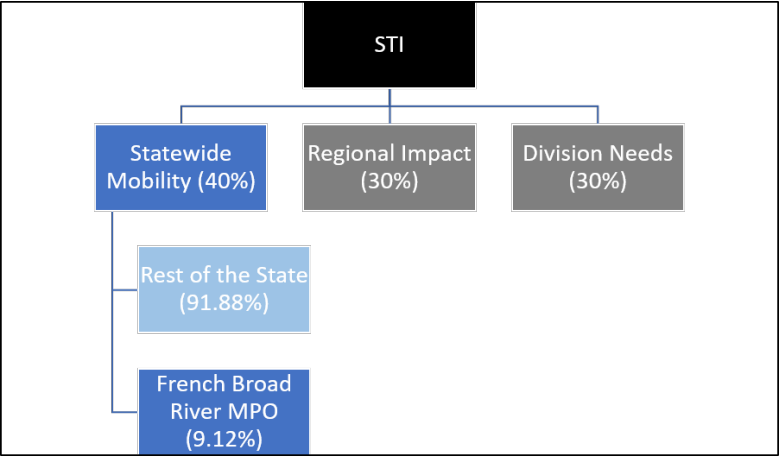 STI
Statewide
Mobility (40%)
Regional Impact
(30%)
Division Needs
(30%)
Rest of the State
(91.88%)
French Broad
River MPO
(9.12%)